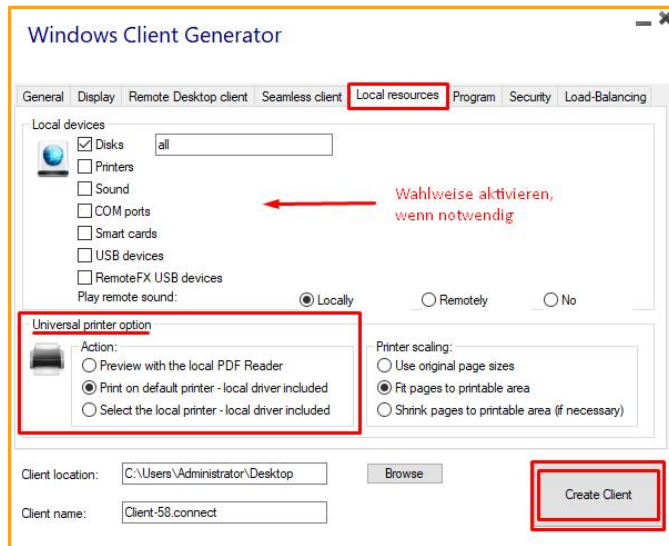 Windows Client Generator
General Display Remote Desktop client Seamless client Local resources Program Security Load-Balancing
Local devices
Disks all
Printers
Sound
COM ports
Smart cards
USB devices
RemoteFX USB devices
Wahlweise aktivieren,
wenn notwendig
Play remote sound: Locally Remotely No
Universal printer option
Action:
Preview with the local PDF Reader
Print on default printer - local driver included
Select the local printer - local driver included
Printer scaling:
Use original page sizes
Fit pages to printable area
Shrink pages to printable area (if necessary)
Client location: C:\Users\Administrator\Desktop Browse
Client name: Client-58.connect
Create Client